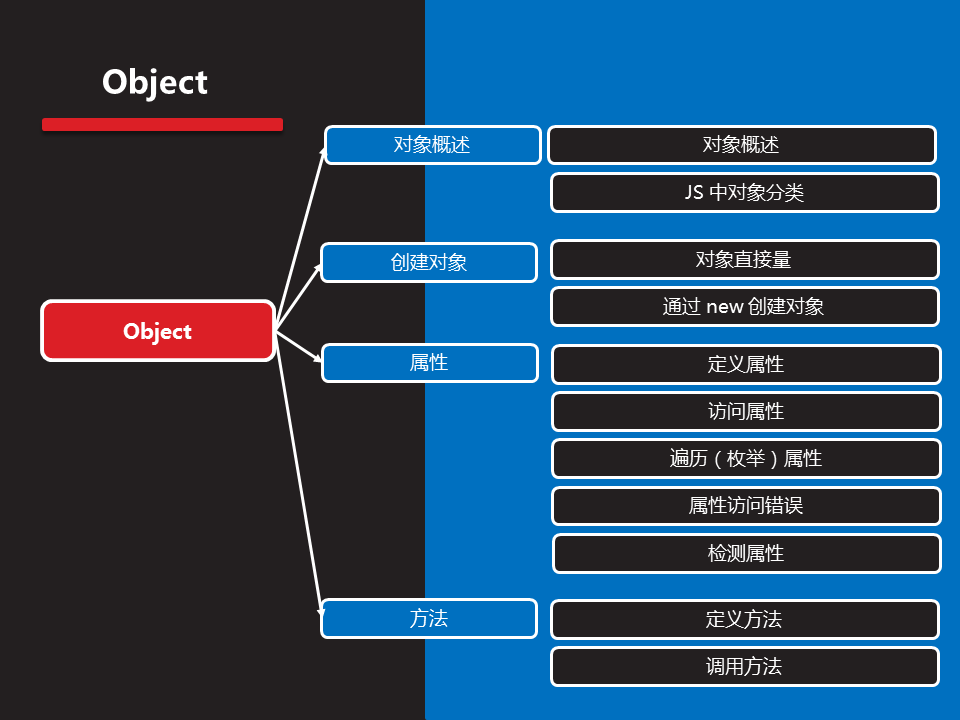 Object
对象概述
对象概述
JS 中对象分类
创建对象
对象直接量
通过 new 创建对象
Object
属性
定义属性
访问属性
遍历（枚举）属性
属性访问错误
检测属性
方法
定义方法
调用方法